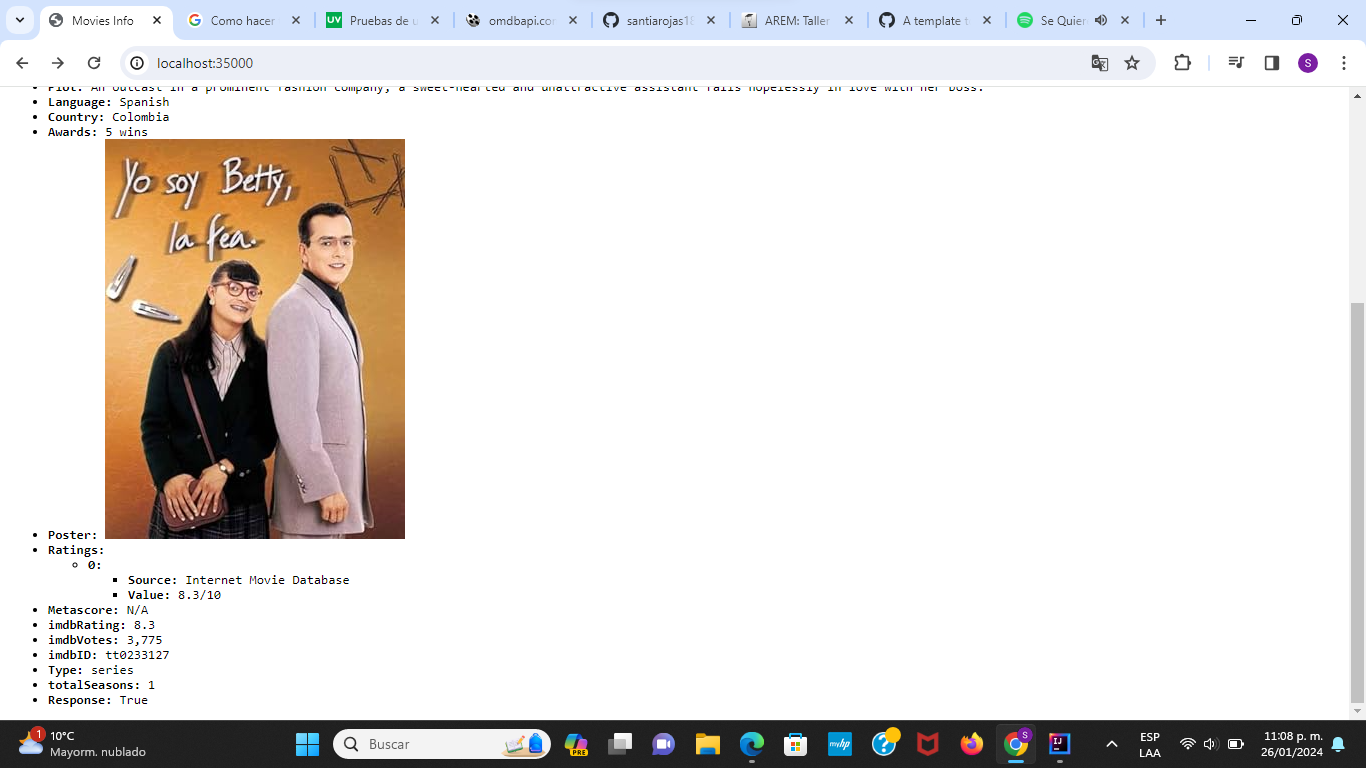 Movies Info
Como hacer
UV Pruebas de u
omdbapi.co
santiarojas18
AREM: Taller
A template t
Se Quier
localhost:35000
S
Plot: An outcast in a prominent fashion company, a sweet-hearted and unattractive assistant falls hopelessly in love with her boss.
Language: Spanish
Country: Colombia
Awards: 5 wins
Yo soy Betty,
la fea.
Poster:
Ratings:
0:
Source: Internet Movie Database
Value: 8.3/10
Metascore: N/A
imdbRating: 8.3
imdbVotes: 3,775
imdbID: tt0233127
Type: series
totalSeasons: 1
Response: True
1
10°C
Mayorm. nublado
Buscar
PRE
myhp
S
IJ
ESP
LAA
11:08 p. m.
26/01/2024